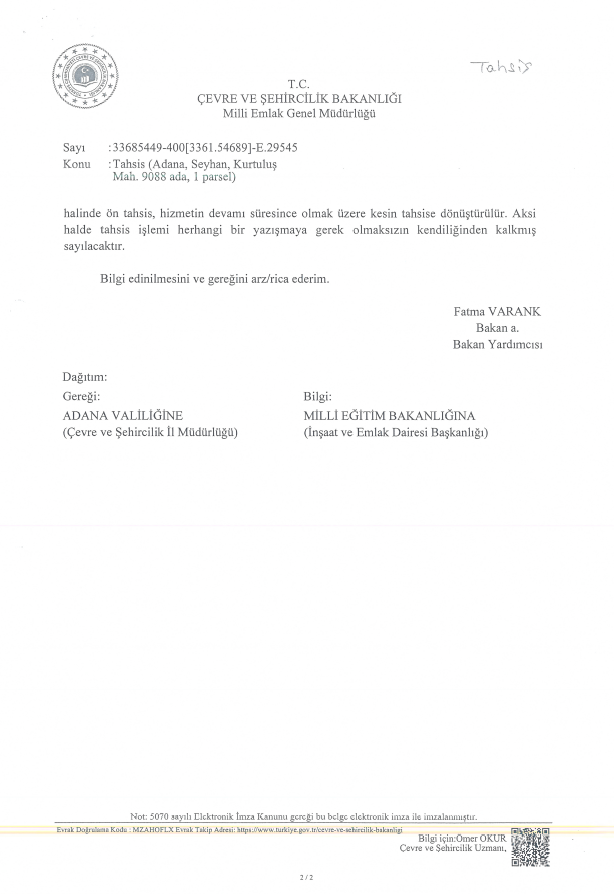 Tahsis
T.C.
ÇEVRE VE ŞEHİRCİLİK BAKANLIĞI
Milli Emlak Genel Müdürlüğü
Sayı :33685449-400[3361.54689]-E.29545
Konu :Tahsis (Adana, Seyhan, Kurtuluş
Mah. 9088 ada, 1 parsel)
halinde ön tahsis, hizmetin devamı süresince olmak üzere kesin tahsise dönüştürülür. Aksi
halde tahsis işlemi herhangi bir yazışmaya gerek olmaksızın kendiliğinden kalkmış
sayılacaktır.
Bilgi edinilmesini ve gereğini arz/rica ederim.
Fatma VARANK
Bakan a.
Bakan Yardımcısı
Dağıtım:
Gereği: Bilgi:
ADANA VALİLİĞİNE MİLLİ EĞİTİM BAKANLIĞINA
(Çevre ve Şehircilik İl Müdürlüğü) (İnşaat ve Emlak Dairesi Başkanlığı)
Not: 5070 sayılı Elektronik İmza Kanunu gereği bu belge elektronik imza ile imzalanmıştır.
Evrak Doğrulama Kodu : MZAHOFLX Evrak Takip Adresi: https://www.turkiye.gov.tr/cevre-ve-sehircilik-bakanligi
Bilgi için:Ömer OKUR
Çevre ve Şehircilik Uzmanı,
2 / 2